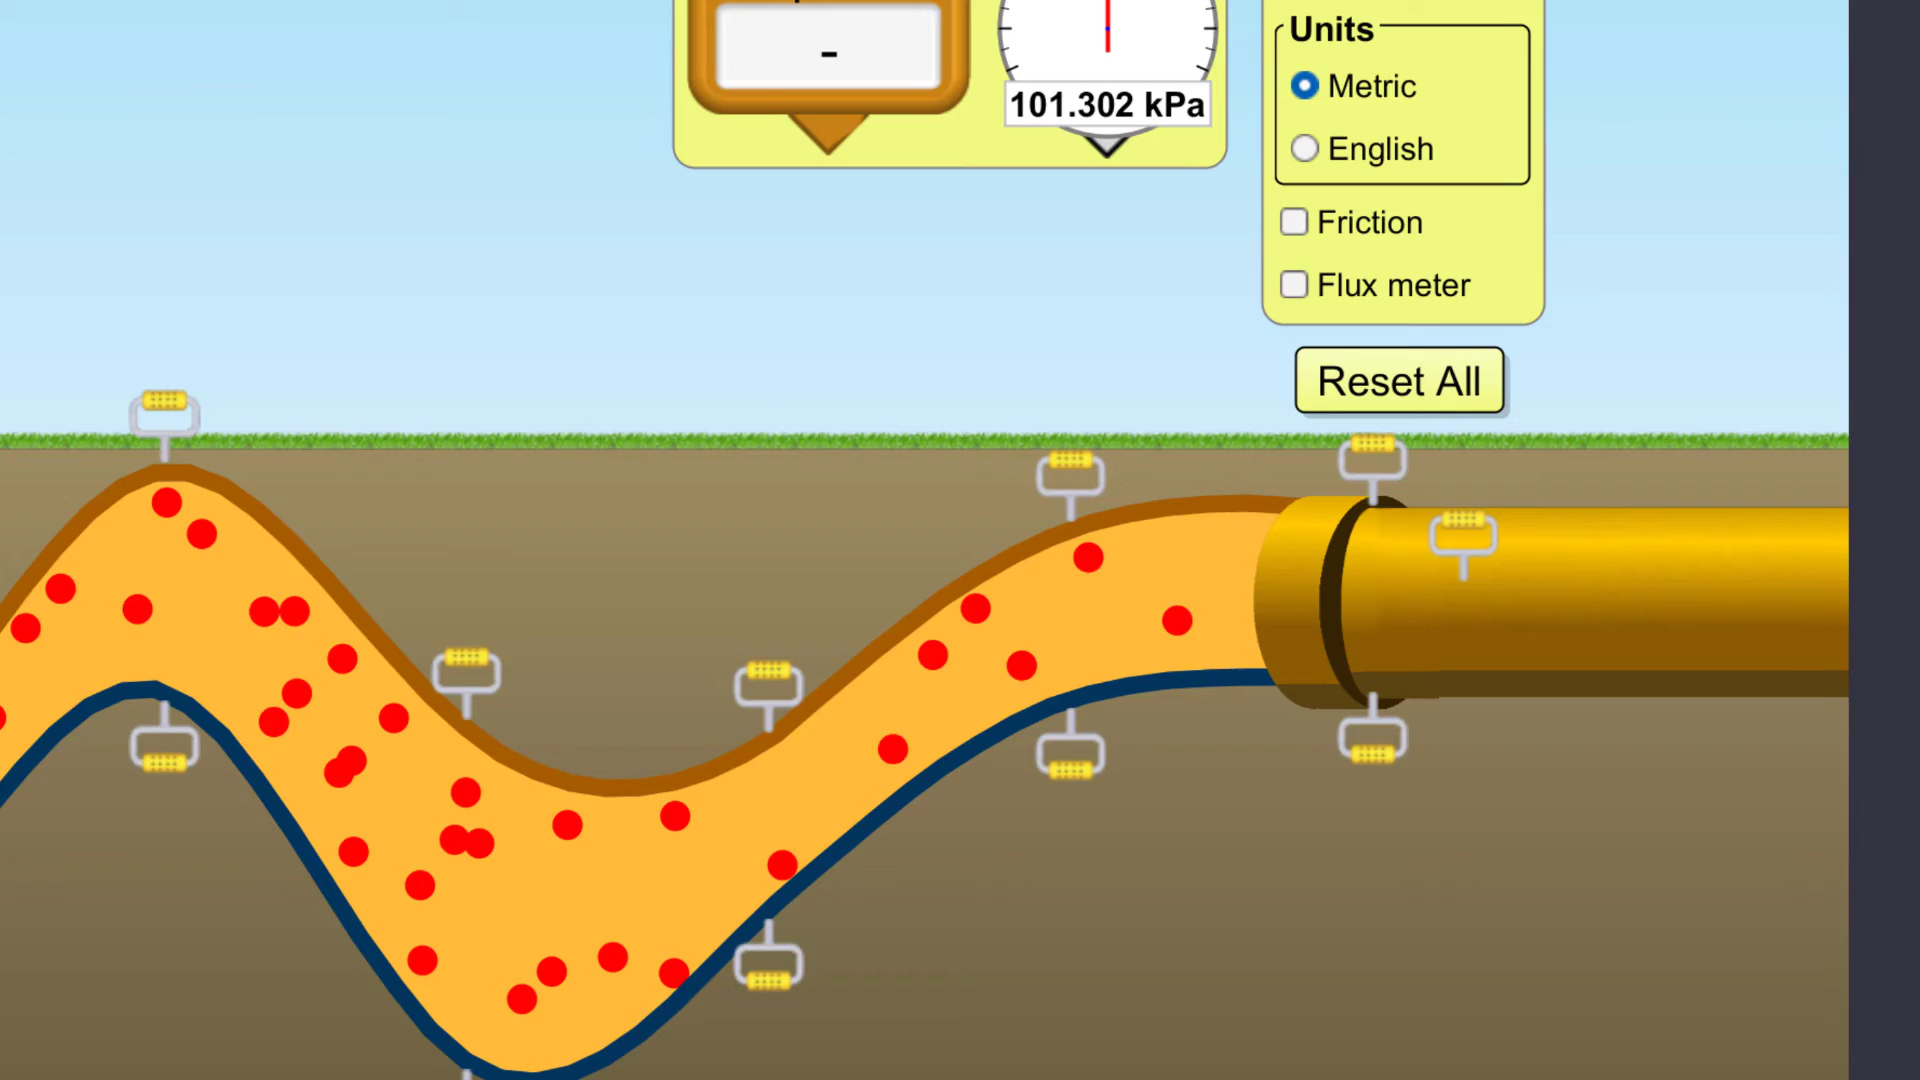 -
101.302 kPa
Units
Metric
English
Friction
Flux meter
Reset All